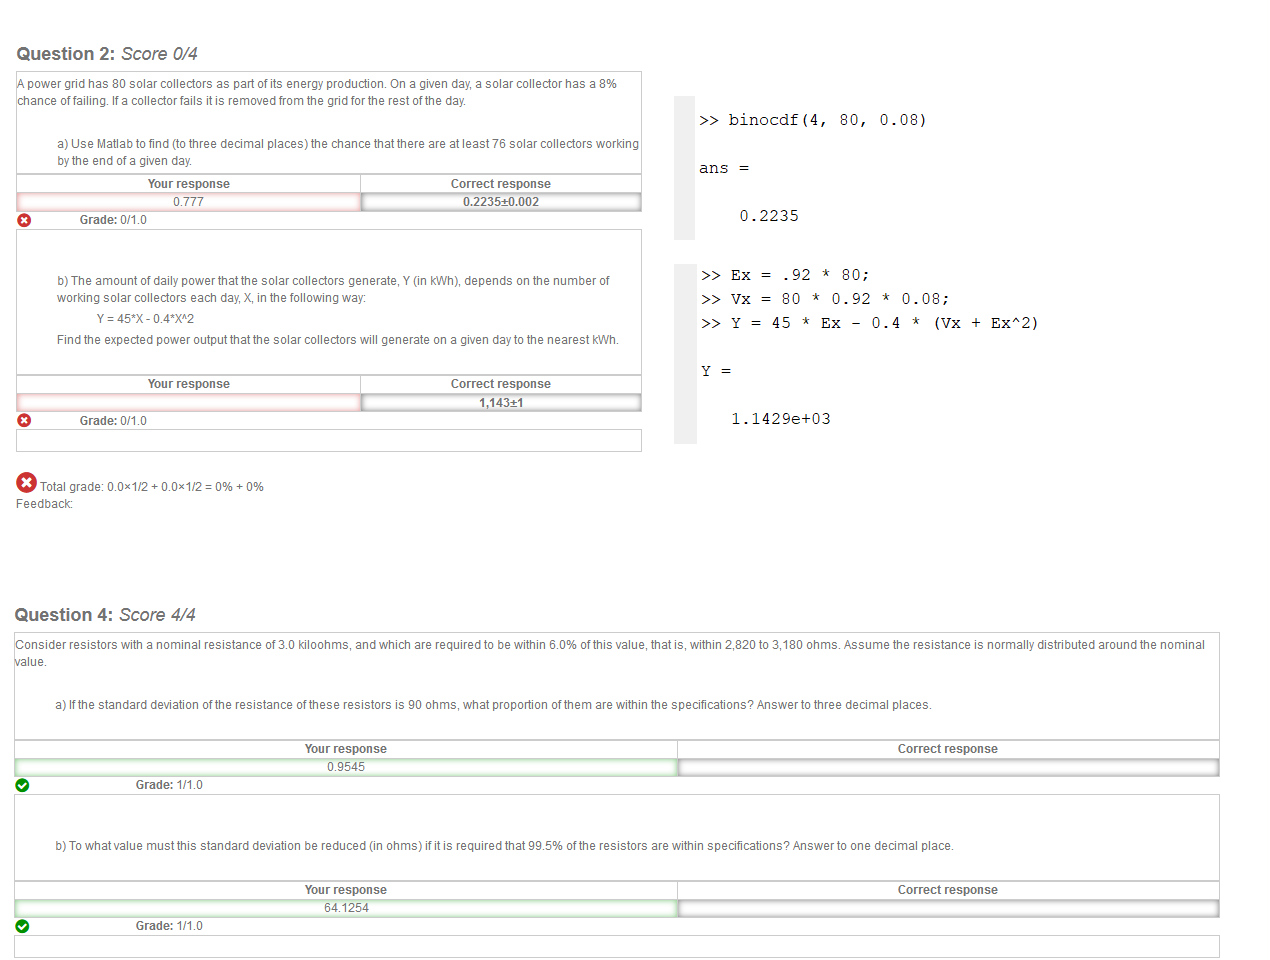 Question 2: Score 0/4
A power grid has 80 solar collectors as part of its energy production. On a given day, a solar collector has a 8%
chance of failing. If a collector fails it is removed from the grid for the rest of the day.
a) Use Matlab to find (to three decimal places) the chance that there are at least 76 solar collectors working
by the end of a given day.
Your response Correct response
0.777 0.2235±0.002
Grade: 0/1.0
b) The amount of daily power that the solar collectors generate, Y (in kWh), depends on the number of
working solar collectors each day, X, in the following way:
Y = 45*X - 0.4*X^2
Find the expected power output that the solar collectors will generate on a given day to the nearest kWh.
Your response Correct response
1,143±1
Grade: 0/1.0
Total grade: 0.0×1/2 + 0.0×1/2 = 0% + 0%
Feedback:
>> binocdf(4, 80, 0.08)
ans =
0.2235
>> Ex = .92 * 80;
>> Vx = 80 * 0.92 * 0.08;
>> Y = 45 * Ex - 0.4 * (Vx + Ex^2)
Y =
1.1429e+03
Question 4: Score 4/4
Consider resistors with a nominal resistance of 3.0 kiloohms, and which are required to be within 6.0% of this value, that is, within 2,820 to 3,180 ohms. Assume the resistance is normally distributed around the nominal
value.
a) If the standard deviation of the resistance of these resistors is 90 ohms, what proportion of them are within the specifications? Answer to three decimal places.
Your response Correct response
0.9545
Grade: 1/1.0
b) To what value must this standard deviation be reduced (in ohms) if it is required that 99.5% of the resistors are within specifications? Answer to one decimal place.
Your response Correct response
64.1254
Grade: 1/1.0